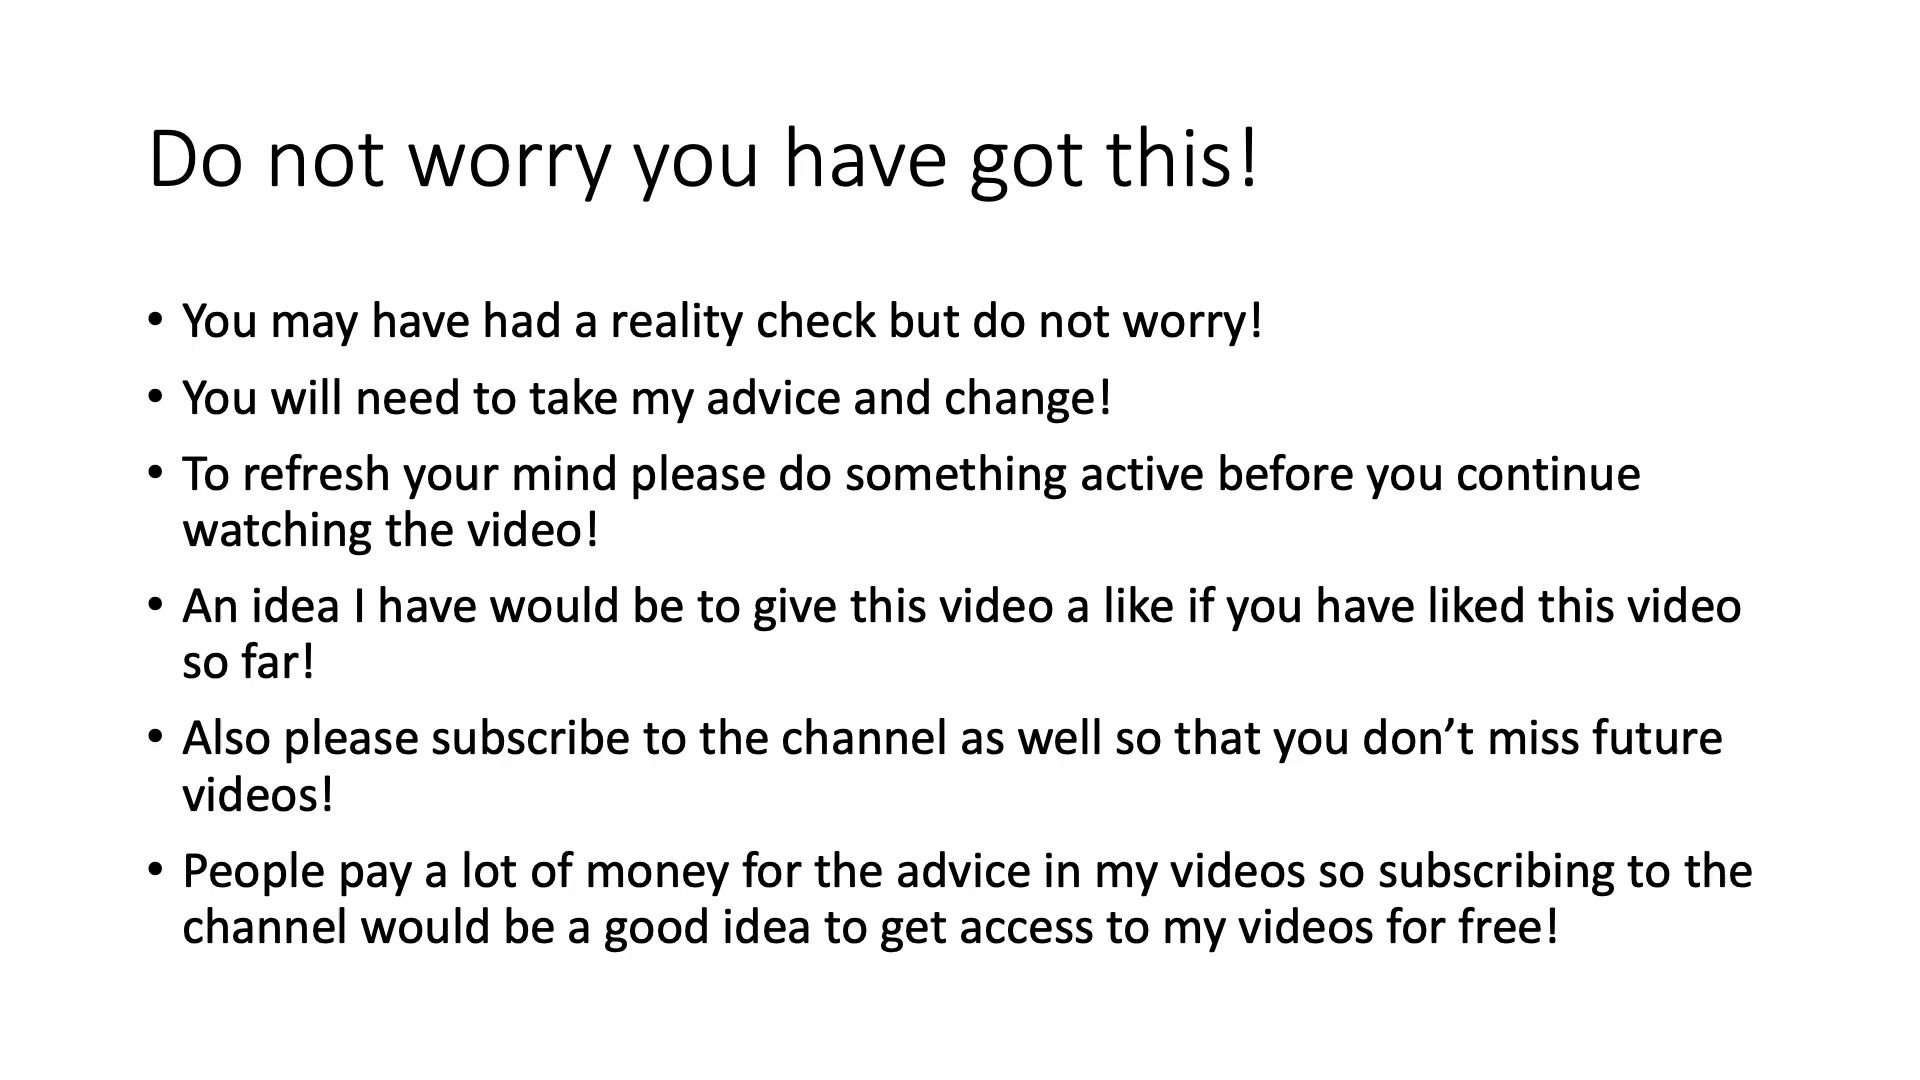 Do not worry you have got this!
• You may have had a reality check but do not worry!
• You will need to take my advice and change!
• To refresh your mind please do something active before you continue
watching the video!
• An idea I have would be to give this video a like if you have liked this video
so far!
• Also please subscribe to the channel as well so that you don’t miss future
videos!
• People pay a lot of money for the advice in my videos so subscribing to the
channel would be a good idea to get access to my videos for free!